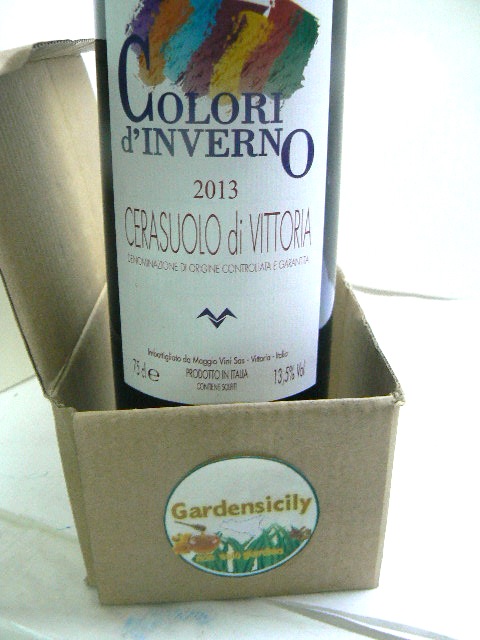 COLORI
d'INVERNO
2013
CERASUOLO di VITTORIA
DENOMINAZIONE DI ORIGINE CONTROLLATA E GARANTITA
Imbottigliato da Maggio Vini Sas - Vittoria - Italia
75 cl e PRODOTTO IN ITALIA 13,5% Vol
CONTIENE SOLFITI
Gardensicily
garden